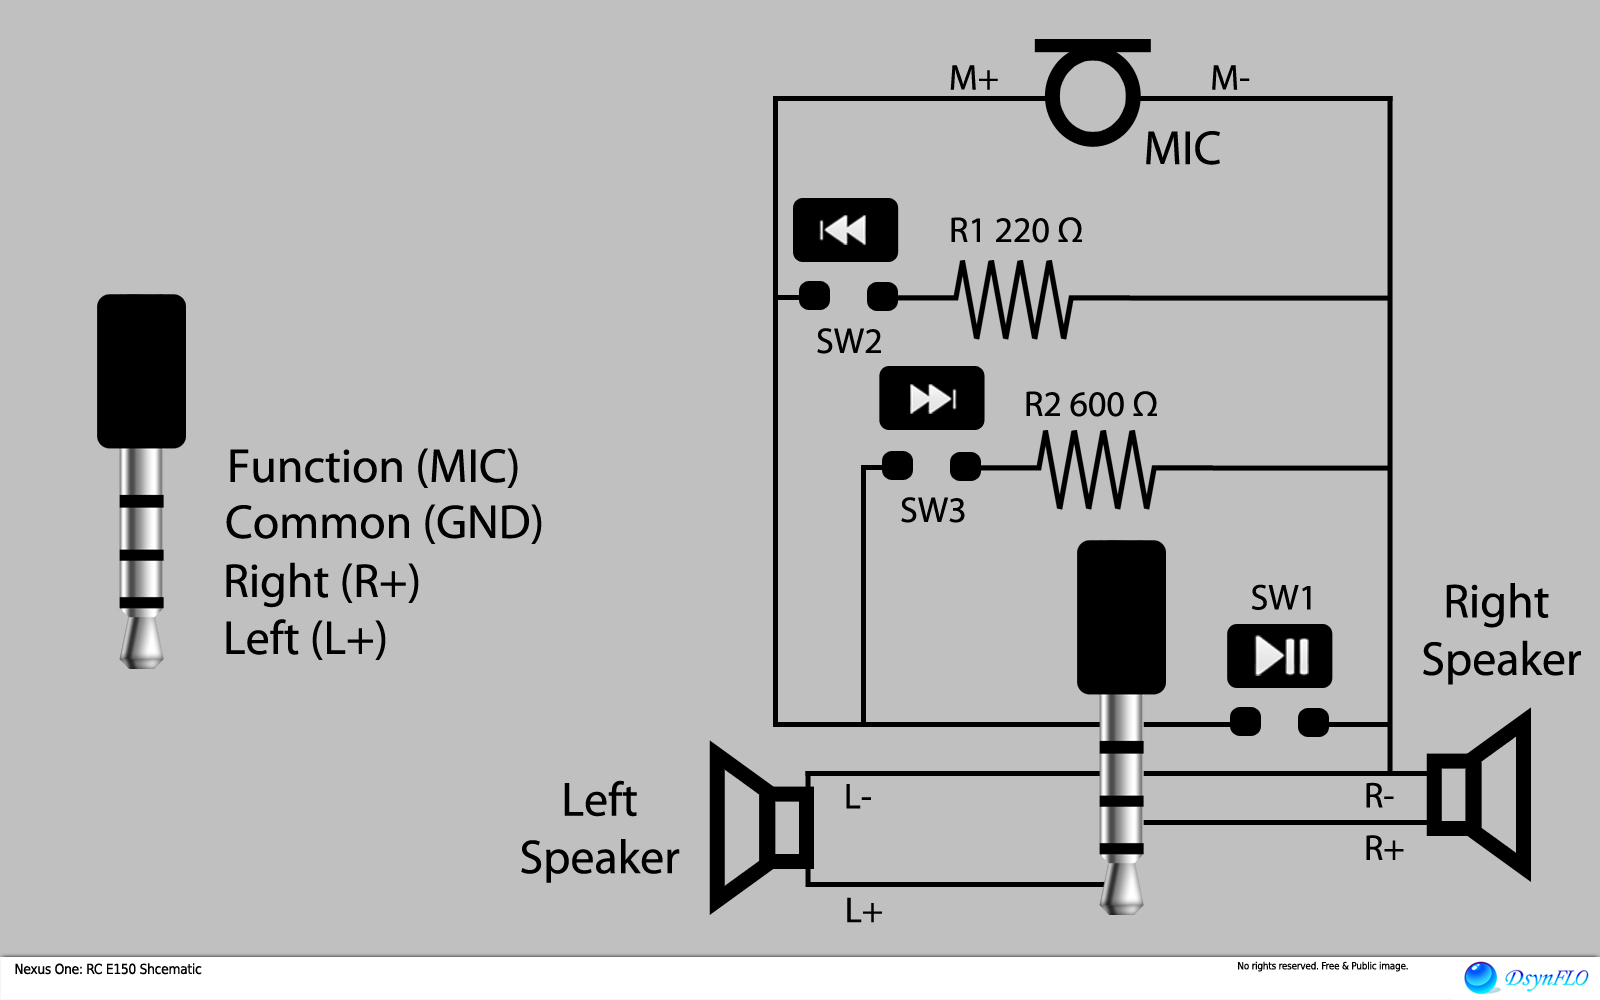 M+
M-
MIC
R1 220 Ω
SW2
R2 600 Ω
SW3
Function (MIC)
Common (GND)
Right (R+)
Left (L+)
SW1
Right
Speaker
Left
Speaker
L-
R-
R+
L+
Nexus One: RC E150 Shcematic
No rights reserved. Free & Public image.
DsynFLO